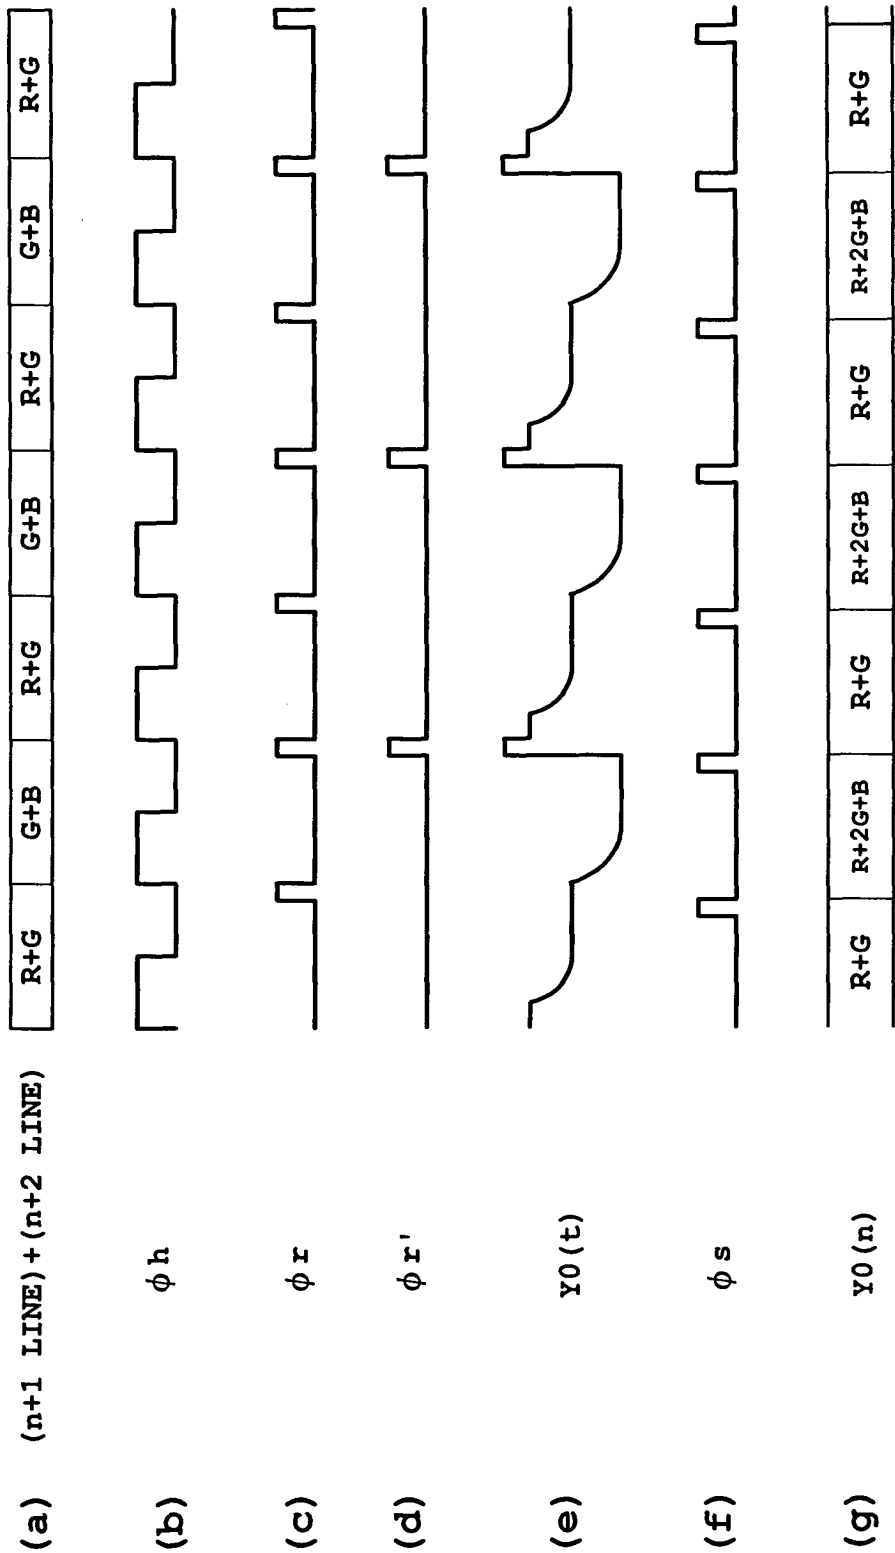 (a) (n+1 LINE)+(n+2 LINE) R+G G+B R+G G+B R+G G+B R+G
(b) ϕh
(c) ϕr
(d) ϕr'
(e) Y0(t)
(f) ϕs
(g) Y0(n) R+G R+2G+B R+G R+2G+B R+G R+2G+B R+G